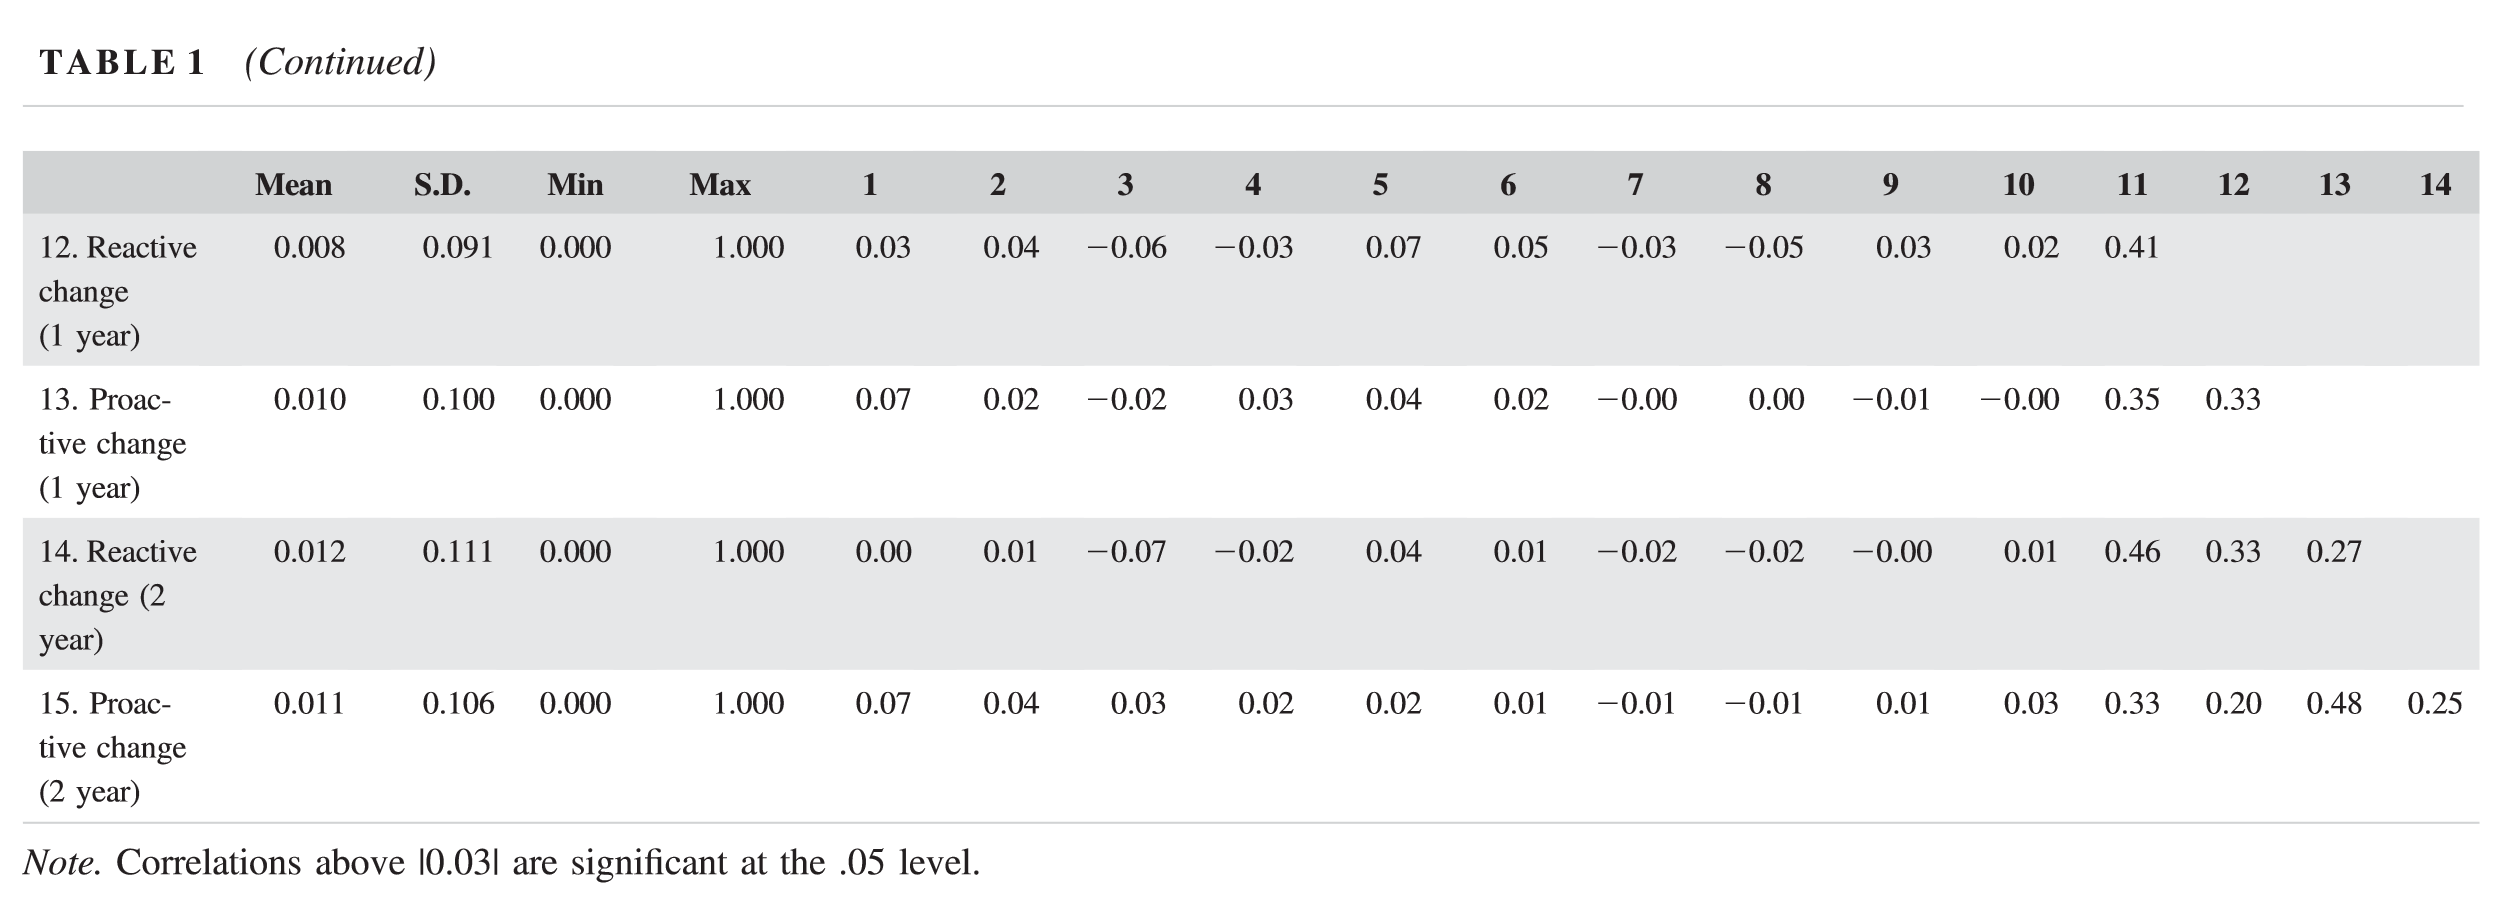 TABLE 1 (Continued)
Mean S.D. Min Max 1 2 3 4 5 6 7 8 9 10 11 12 13 14
12. Reactive 0.008 0.091 0.000 1.000 0.03 0.04 −0.06 −0.03 0.07 0.05 −0.03 −0.05 0.03 0.02 0.41
change
(1 year)
13. Proac- 0.010 0.100 0.000 1.000 0.07 0.02 −0.02 0.03 0.04 0.02 −0.00 0.00 −0.01 −0.00 0.35 0.33
tive change
(1 year)
14. Reactive 0.012 0.111 0.000 1.000 0.00 0.01 −0.07 −0.02 0.04 0.01 −0.02 −0.02 −0.00 0.01 0.46 0.33 0.27
change (2
year)
15. Proac- 0.011 0.106 0.000 1.000 0.07 0.04 0.03 0.02 0.02 0.01 −0.01 −0.01 0.01 0.03 0.33 0.20 0.48 0.25
tive change
(2 year)
Note. Correlations above |0.03| are significant at the .05 level.